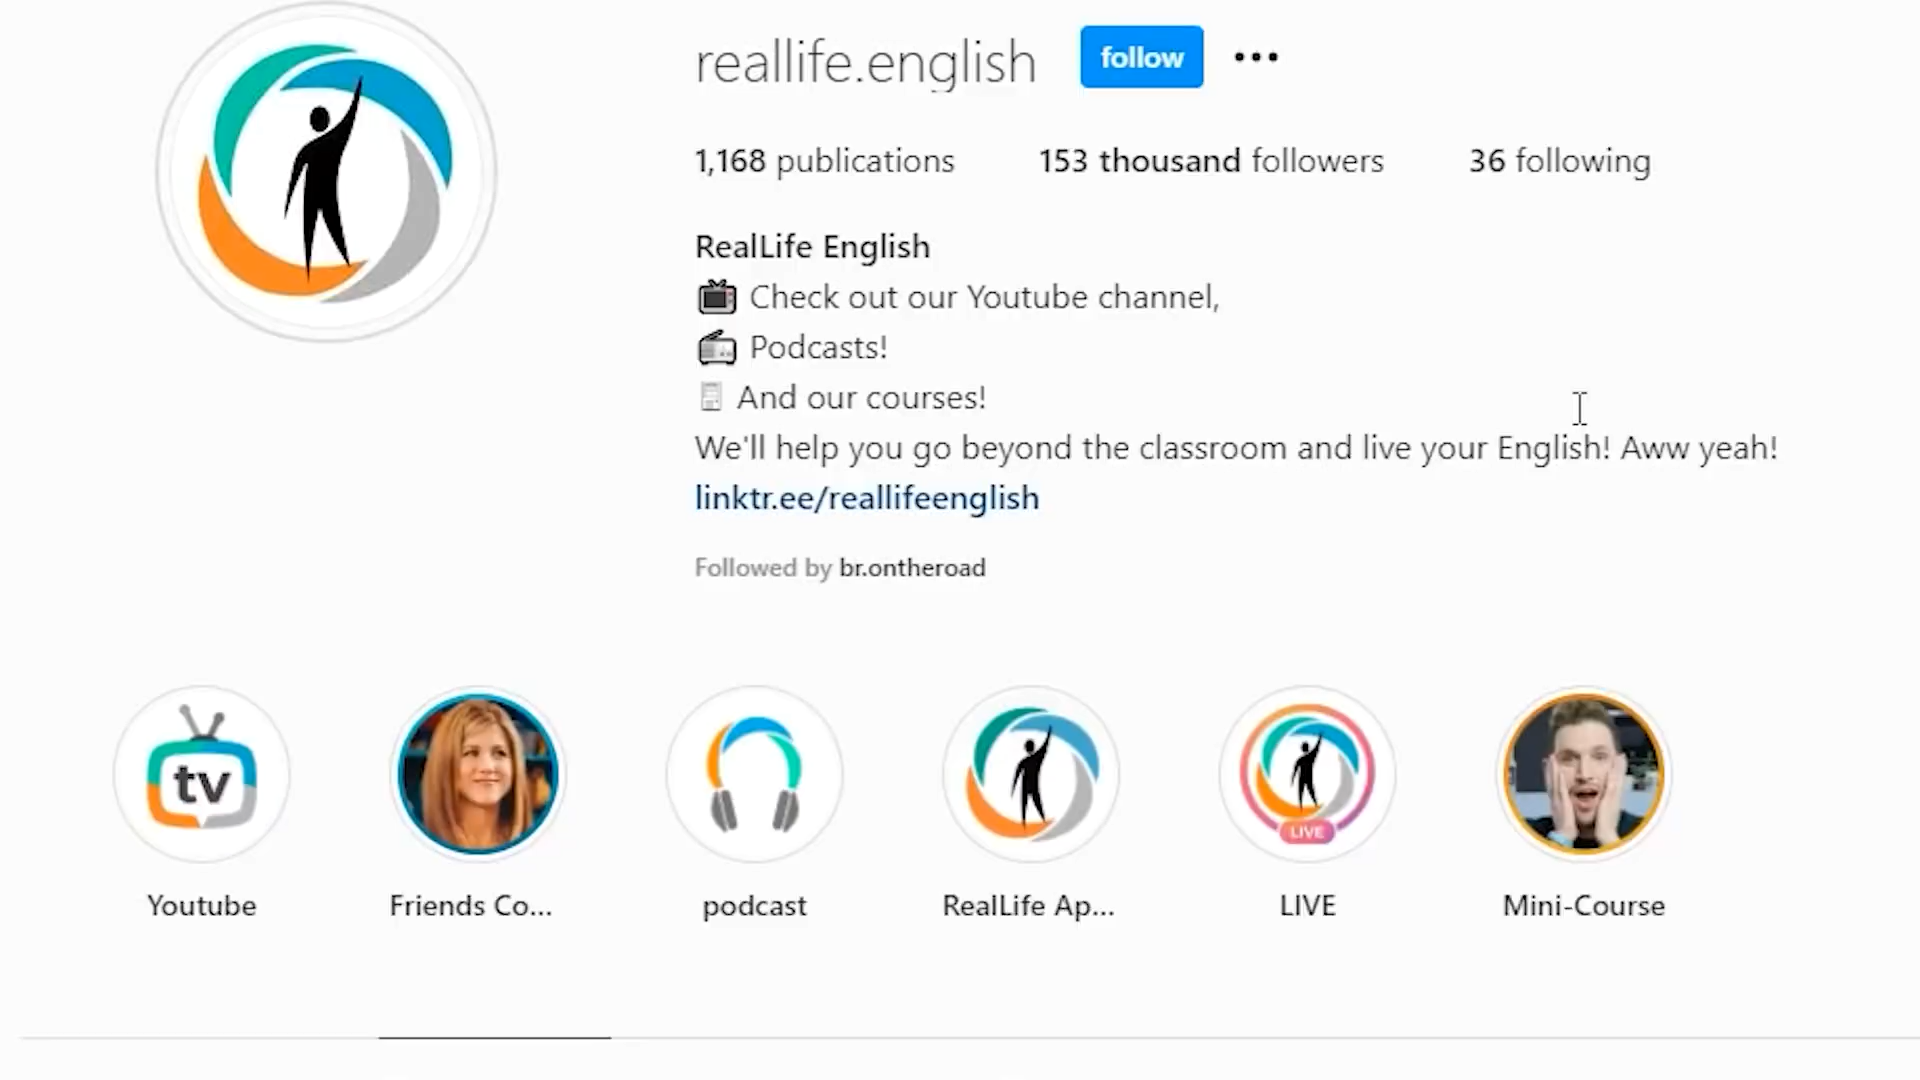 reallife.english follow
1,168 publications 153 thousand followers 36 following
RealLife English
Check out our Youtube channel,
Podcasts!
And our courses!
We'll help you go beyond the classroom and live your English! Aww yeah!
linktr.ee/reallifeenglish
Followed by br.ontheroad
tv
LIVE
Youtube Friends Co... podcast RealLife Ap... LIVE Mini-Course